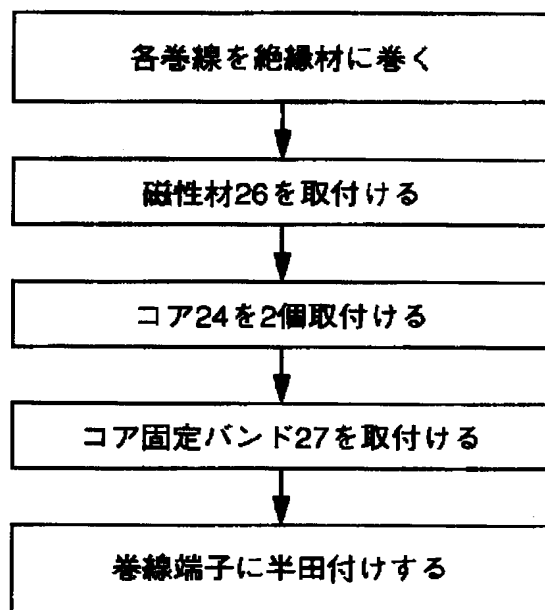 各巻線を絶縁材に巻く
磁性材26を取付ける
コア24を2個取付ける
コア固定バンド27を取付ける
巻線端子に半田付けする